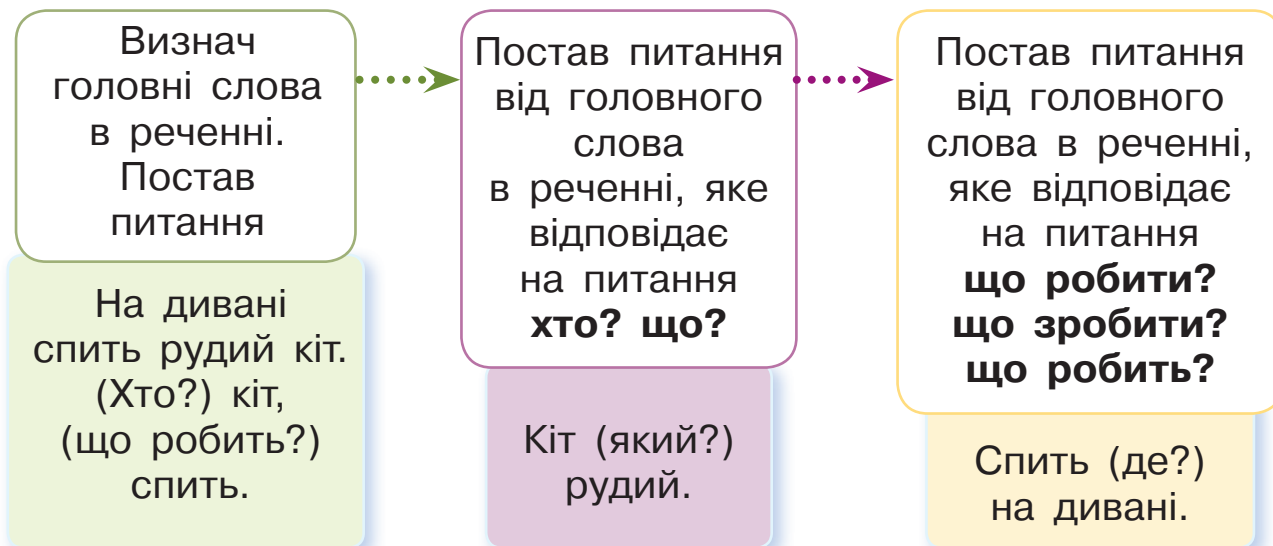 Визнач
головні слова
в реченні.
Постав
питання
На дивані
спить рудий кіт.
(Хто?) кіт,
(що робить?)
спить.
Постав питання
від головного
слова
в реченні, яке
відповідає
на питання
хто? що?
Кіт (який?)
рудий.
Постав питання
від головного
слова в реченні,
яке відповідає
на питання
що робити?
що зробити?
що робить?
Спить (де?)
на дивані.